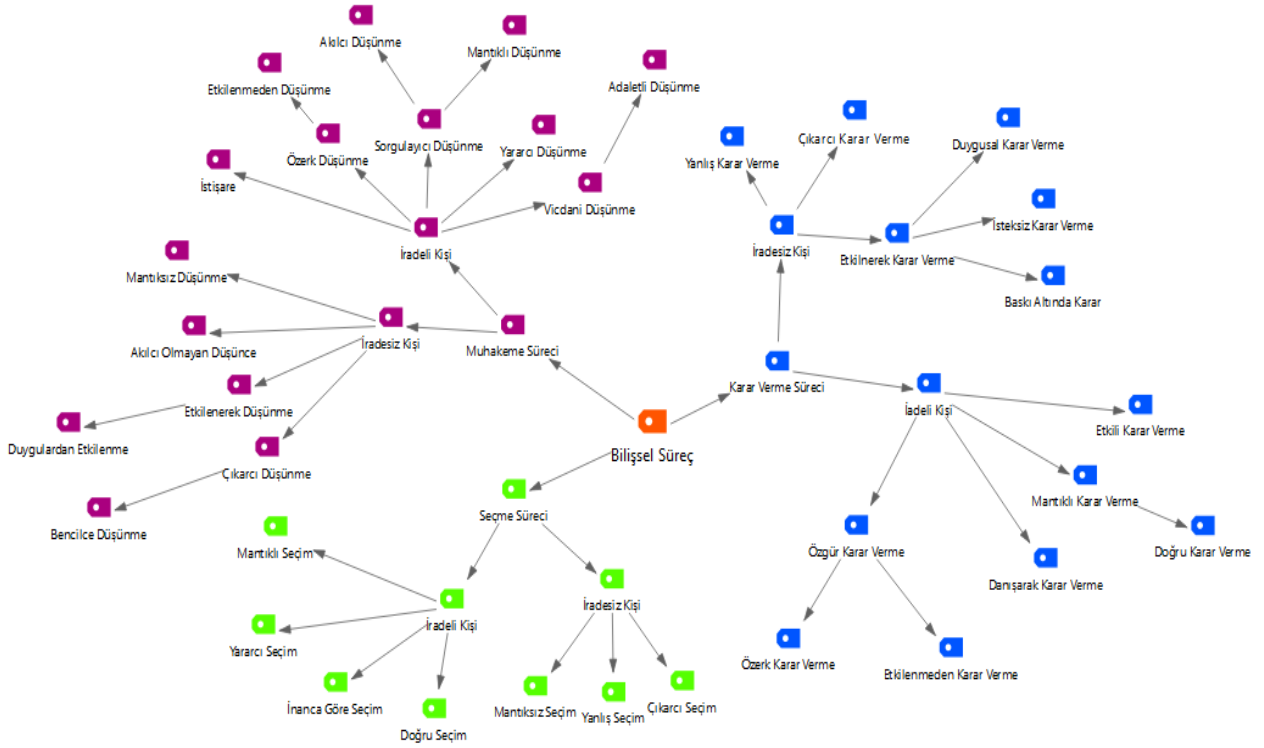 Akılcı Düşünme
Mantıklı Düşünme
Etkilenmeden Düşünme
Adaletli Düşünme
Özerk Düşünme
Sorgulayıcı Düşünme
Yararcı Düşünme
İstişare
Vicdani Düşünme
İradeli Kişi
Mantıksız Düşünme
Akılcı Olmayan Düşünce
İradesiz Kişi
Muhakeme Süreci
Etkilenerek Düşünme
Duygulardan Etkilenme
Çıkarcı Düşünme
Bencilce Düşünme
Yanlış Karar Verme
Çıkarcı Karar Verme
Duygusal Karar Verme
İradesiz Kişi
Etkilnerek Karar Verme
İsteksiz Karar Verme
Baskı Altında Karar
Karar Verme Süreci
İadeli Kişi
Etkili Karar Verme
Mantıklı Karar Verme
Doğru Karar Verme
Özgür Karar Verme
Danışarak Karar Verme
Özerk Karar Verme
Etkilenmeden Karar Verme
Bilişsel Süreç
Seçme Süreci
Mantıklı Seçim
İradeli Kişi
İradesiz Kişi
Yararcı Seçim
İnanca Göre Seçim
Doğru Seçim
Mantıksız Seçim
Yanlış Seçim
Çıkarcı Seçim